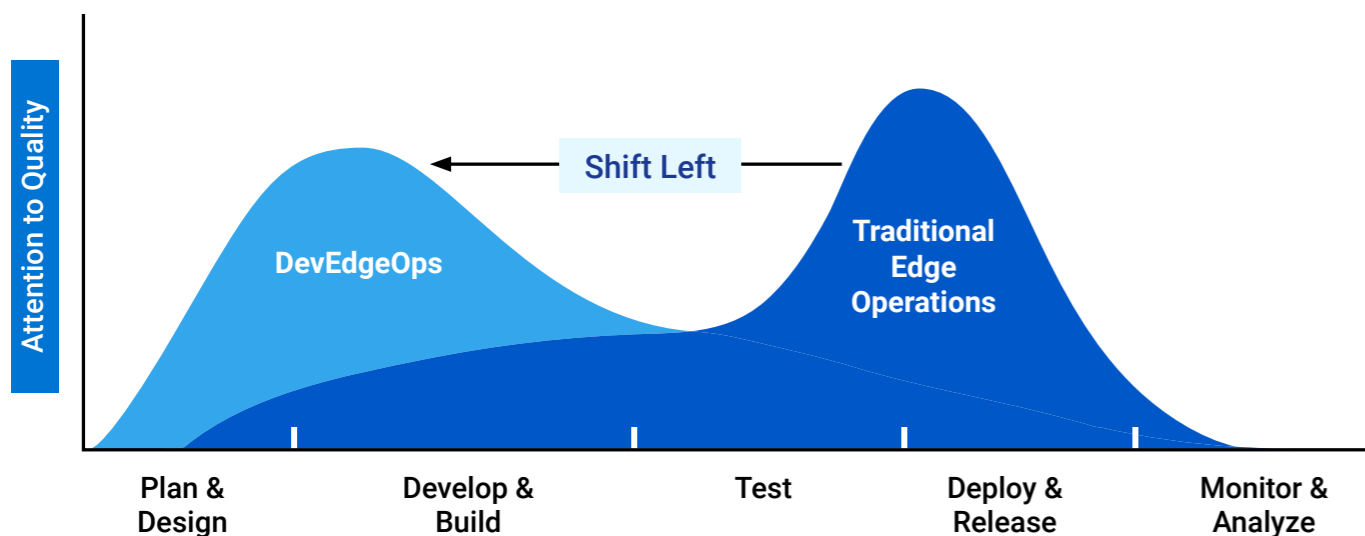 Attention to Quality
Shift Left
DevEdgeOps
Traditional
Edge
Operations
Plan &
Design
Develop &
Build
Test
Deploy &
Release
Monitor &
Analyze